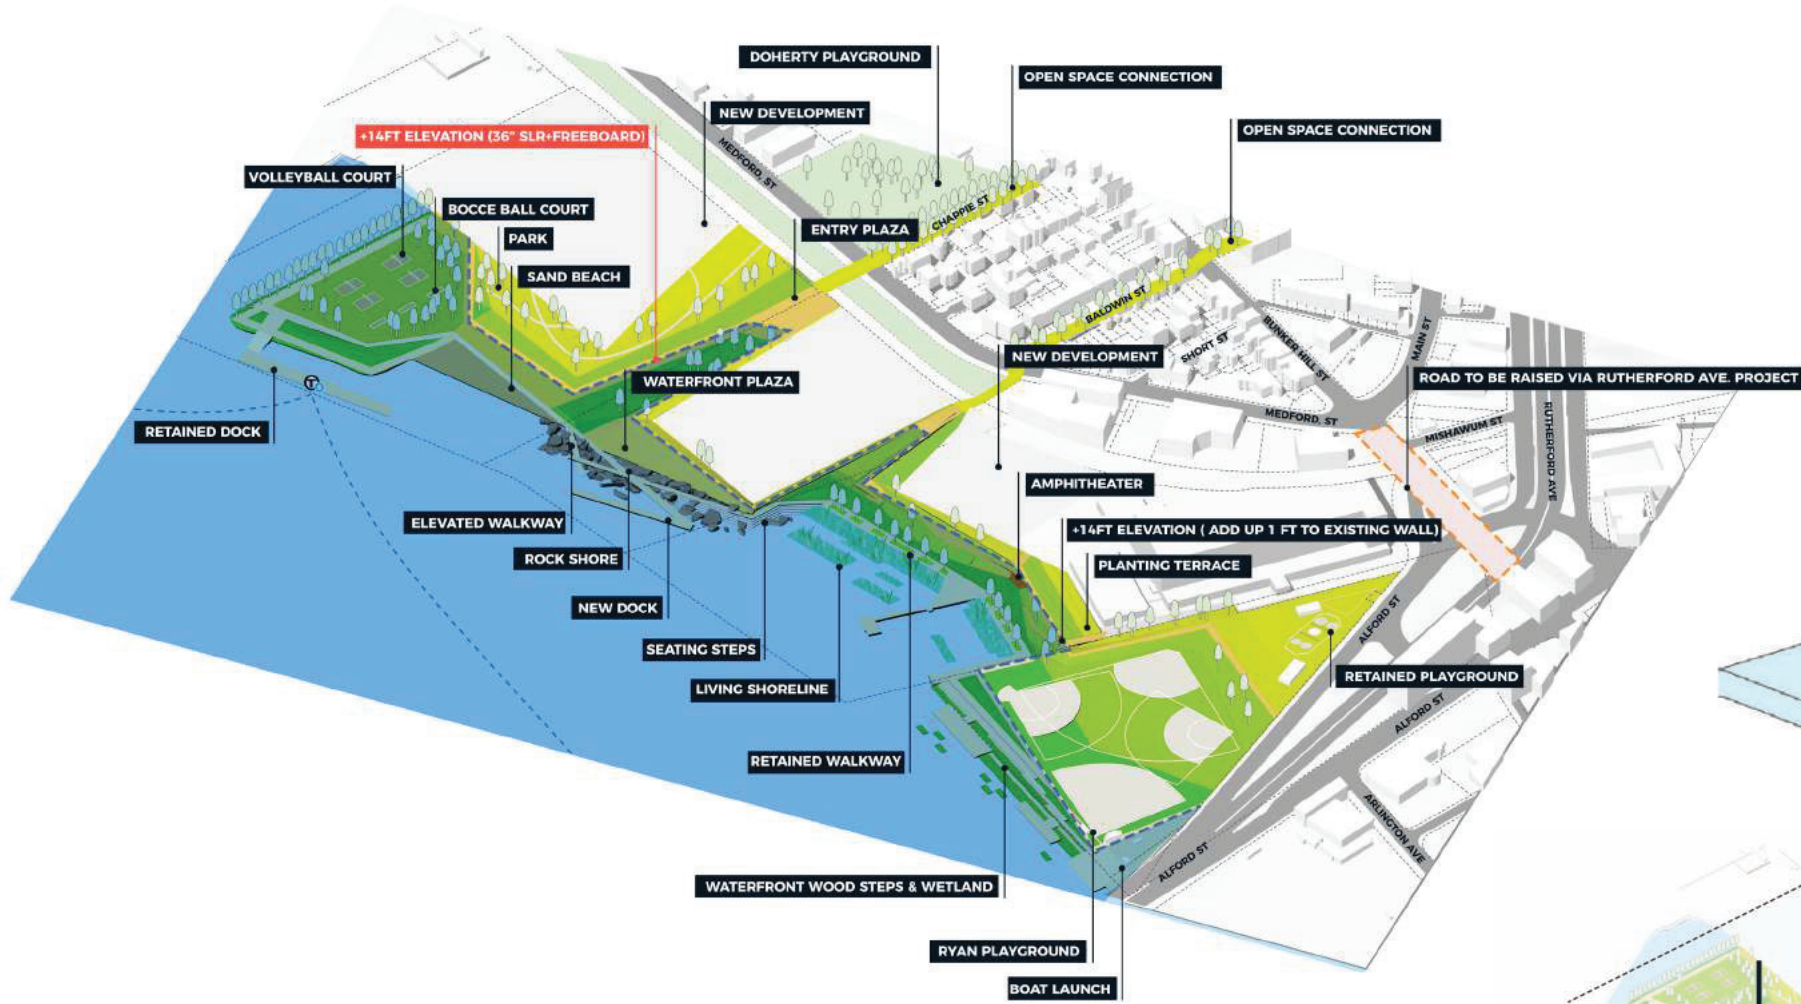 DOHERTY PLAYGROUND
OPEN SPACE CONNECTION
NEW DEVELOPMENT
OPEN SPACE CONNECTION
+14FT ELEVATION (36" SLR+FREEBOARD)
MEDFORD, ST
VOLLEYBALL COURT
BOCCE BALL COURT
CHAPPIE ST
ENTRY PLAZA
PARK
SAND BEACH
BALDWIN ST
BUNKER HILL ST
MAIN ST
SHORT ST
NEW DEVELOPMENT
WATERFRONT PLAZA
ROAD TO BE RAISED VIA RUTHERFORD AVE. PROJECT
T
RETAINED DOCK
MEDFORD, ST
MISHAWUM ST
RUTHERFORD AVE
AMPHITHEATER
ELEVATED WALKWAY
+14FT ELEVATION ( ADD UP 1 FT TO EXISTING WALL)
ROCK SHORE
PLANTING TERRACE
NEW DOCK
ALFORD ST
SEATING STEPS
RETAINED PLAYGROUND
LIVING SHORELINE
ALFORD ST
RETAINED WALKWAY
ARLINGTON AVE
ALFORD ST
WATERFRONT WOOD STEPS & WETLAND
RYAN PLAYGROUND
BOAT LAUNCH